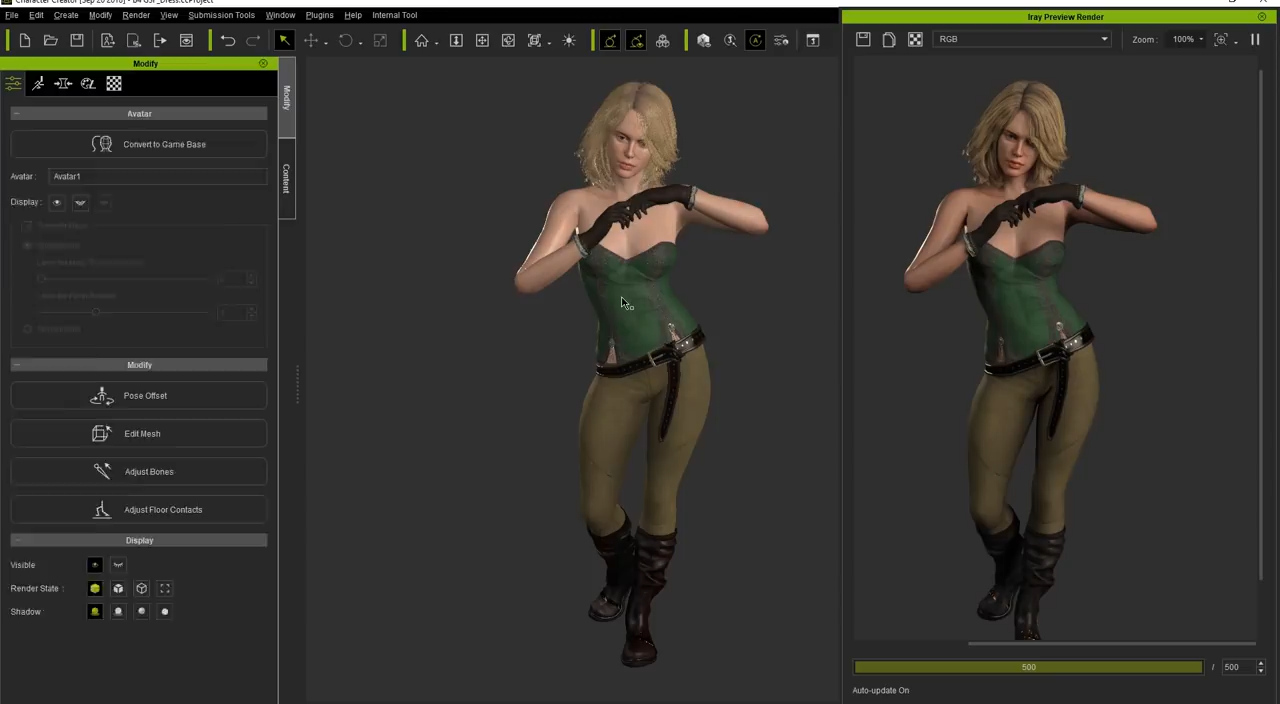 Iray Preview Render
File Edit Create Modify Render View Submission Tools Window Plugins Help Internal Tool
RGB
Zoom : 100%
Modify
Modify
Content
Avatar
Convert to Game Base
Avatar : Avatar1
Display :
Modify
Pose Offset
Edit Mesh
Adjust Bones
Adjust Floor Contacts
Display
Visible
Render State :
Shadow :
500 / 500
Auto-update On